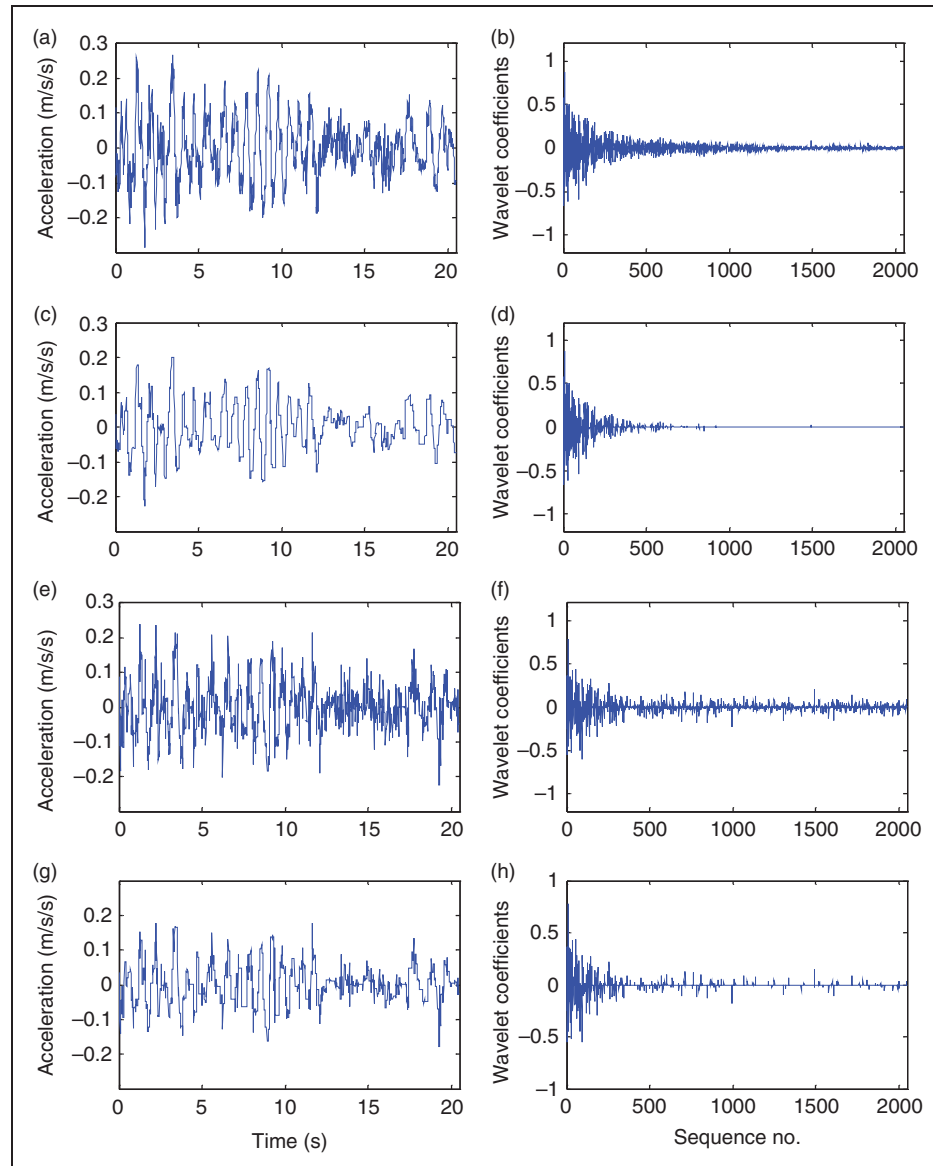 (a)
Acceleration (m/s/s)
0.3
0.2
0.1
0
−0.1
−0.2
0 5 10 15 20
(b)
Wavelet coefficients
1
0.5
0
−0.5
−1
0 500 1000 1500 2000
(c)
Acceleration (m/s/s)
0.3
0.2
0.1
0
−0.1
−0.2
0 5 10 15 20
(d)
Wavelet coefficients
1
0.5
0
−0.5
−1
0 500 1000 1500 2000
(e)
Acceleration (m/s/s)
0.3
0.2
0.1
0
−0.1
−0.2
0 5 10 15 20
(f)
Wavelet coefficients
1
0.5
0
−0.5
−1
0 500 1000 1500 2000
(g)
Acceleration (m/s/s)
0.2
0.1
0
−0.1
−0.2
0 5 10 15 20
Time (s)
(h)
Wavelet coefficients
1
0.5
0
−0.5
−1
0 500 1000 1500 2000
Sequence no.